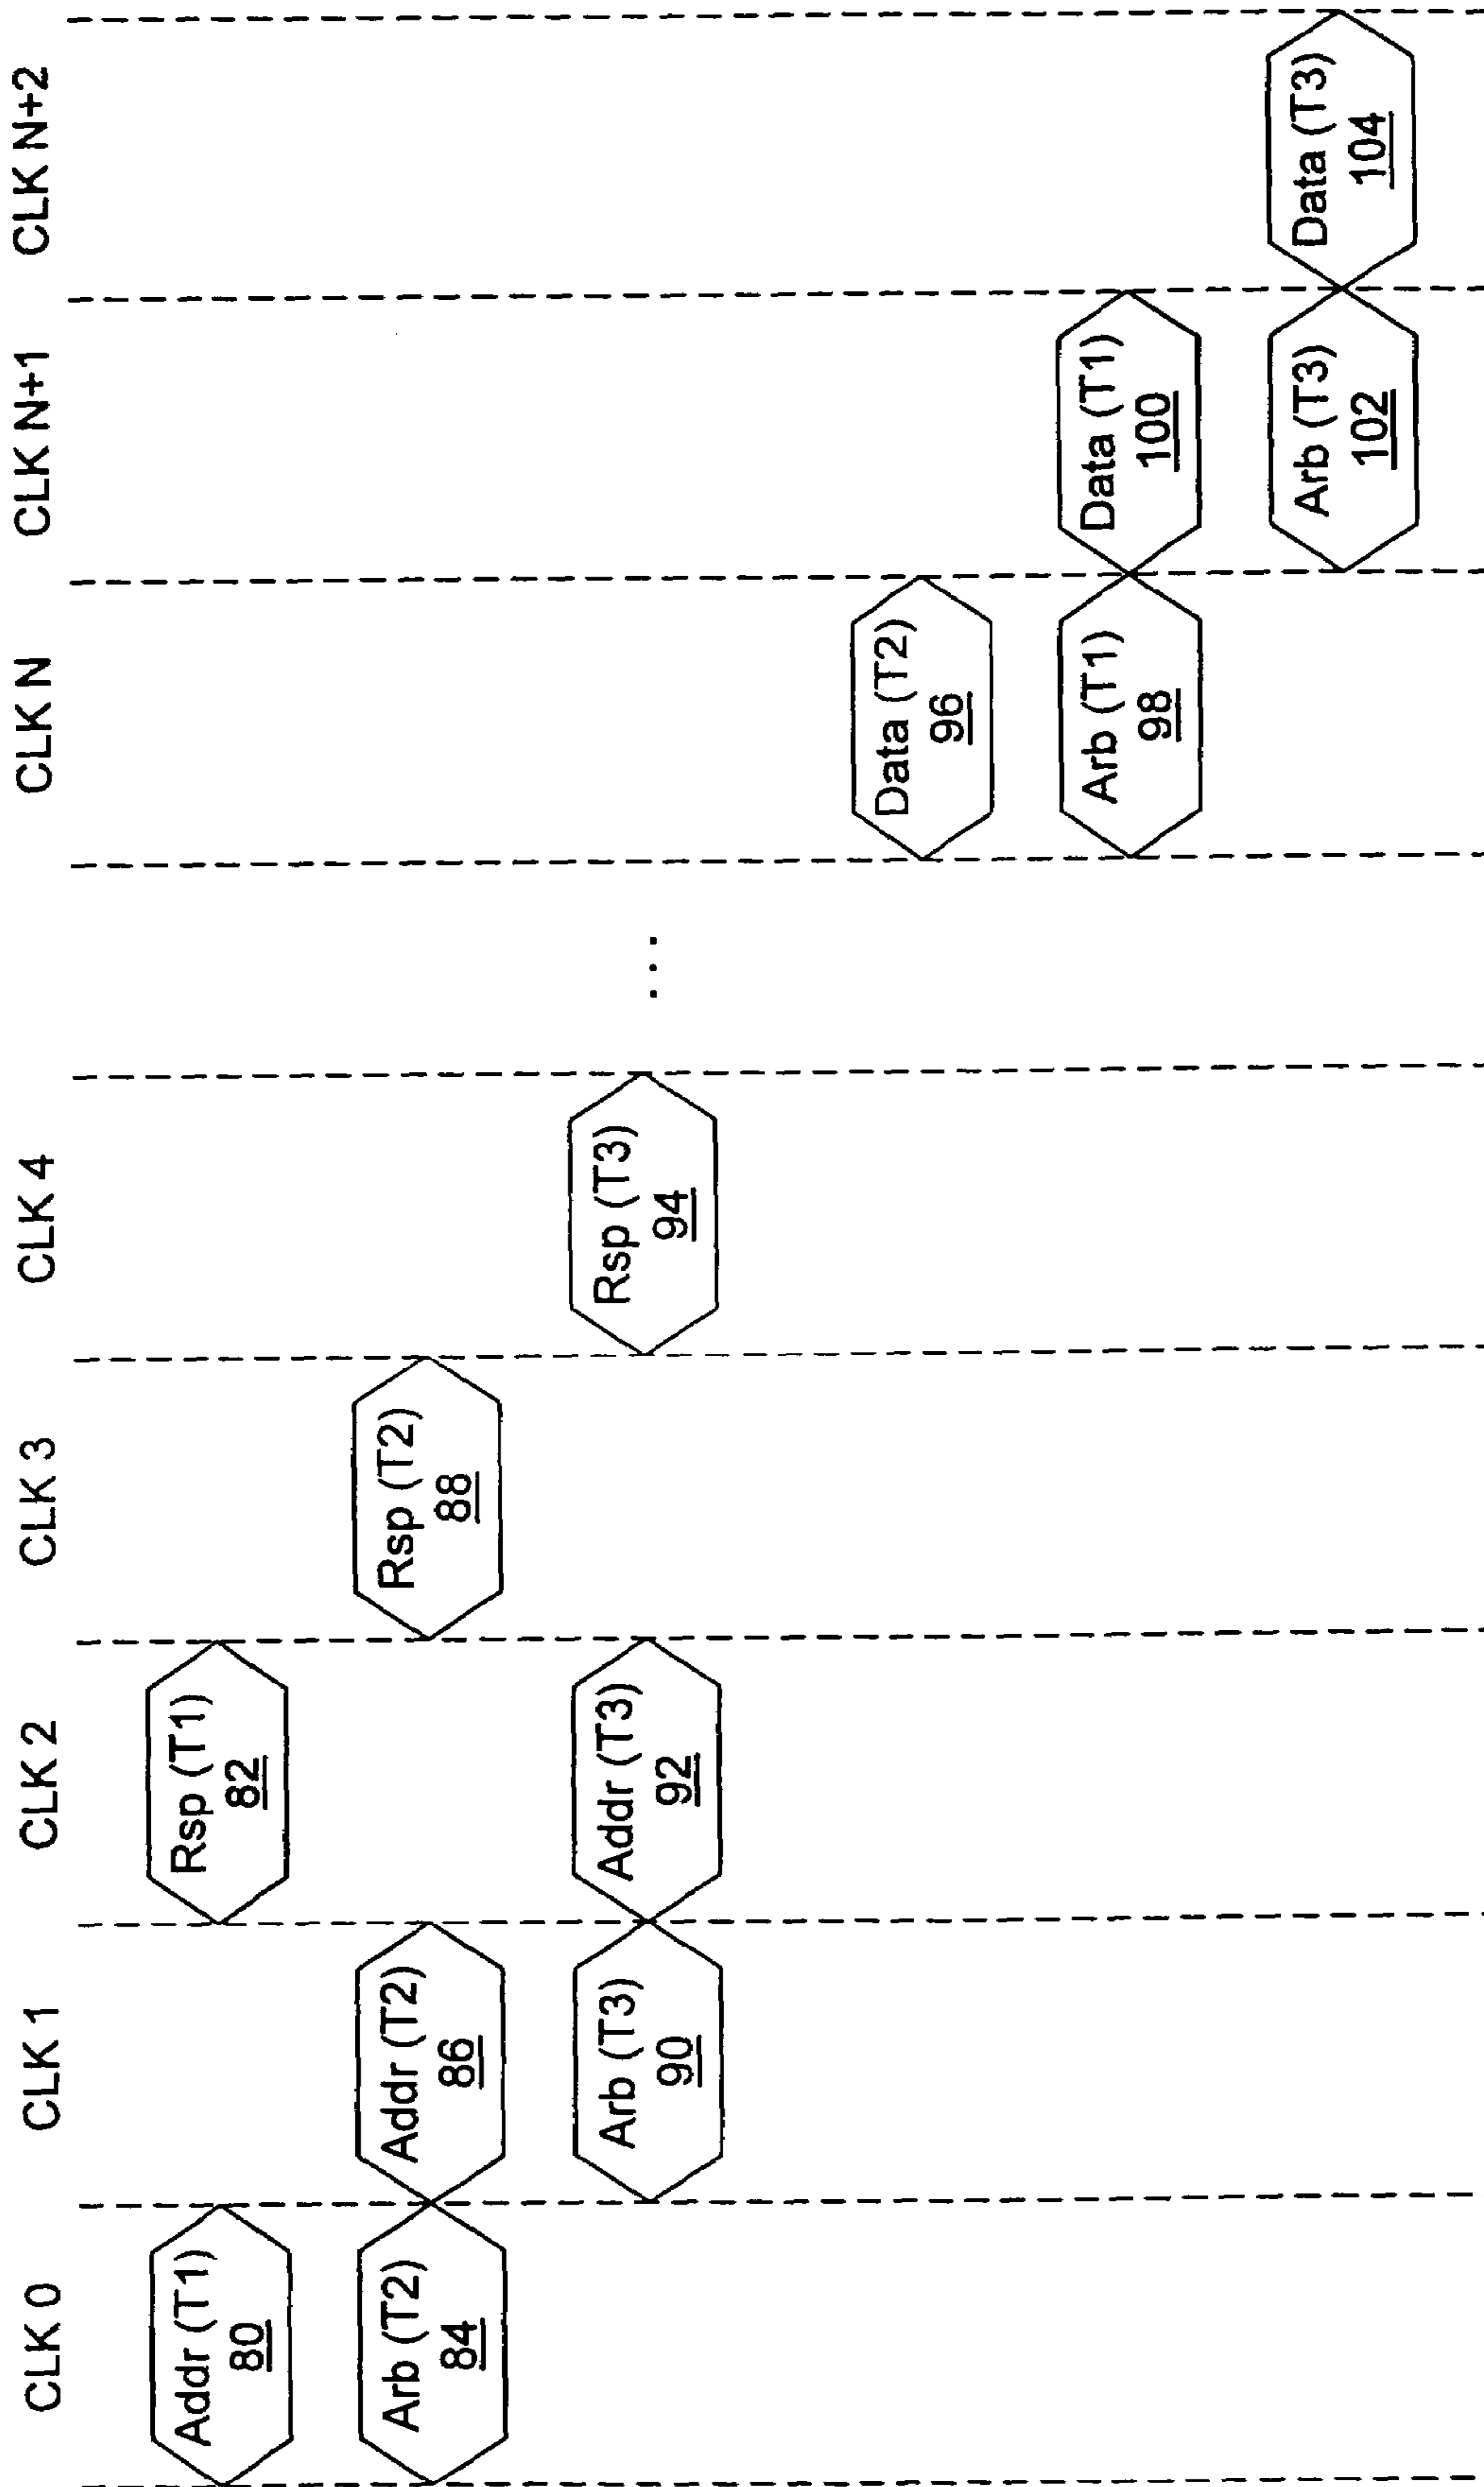 CLK 0
CLK 1
CLK 2
CLK 3
CLK 4
CLK N
CLK N+1
CLK N+2
Addr (T1)
80
Rsp (T1)
82
Arb (T2)
84
Addr (T2)
86
Rsp (T2)
88
Arb (T3)
90
Addr (T3)
92
Rsp (T3)
94
...
Data (T2)
96
Arb (T1)
98
Data (T1)
100
Arb (T3)
102
Data (T3)
104